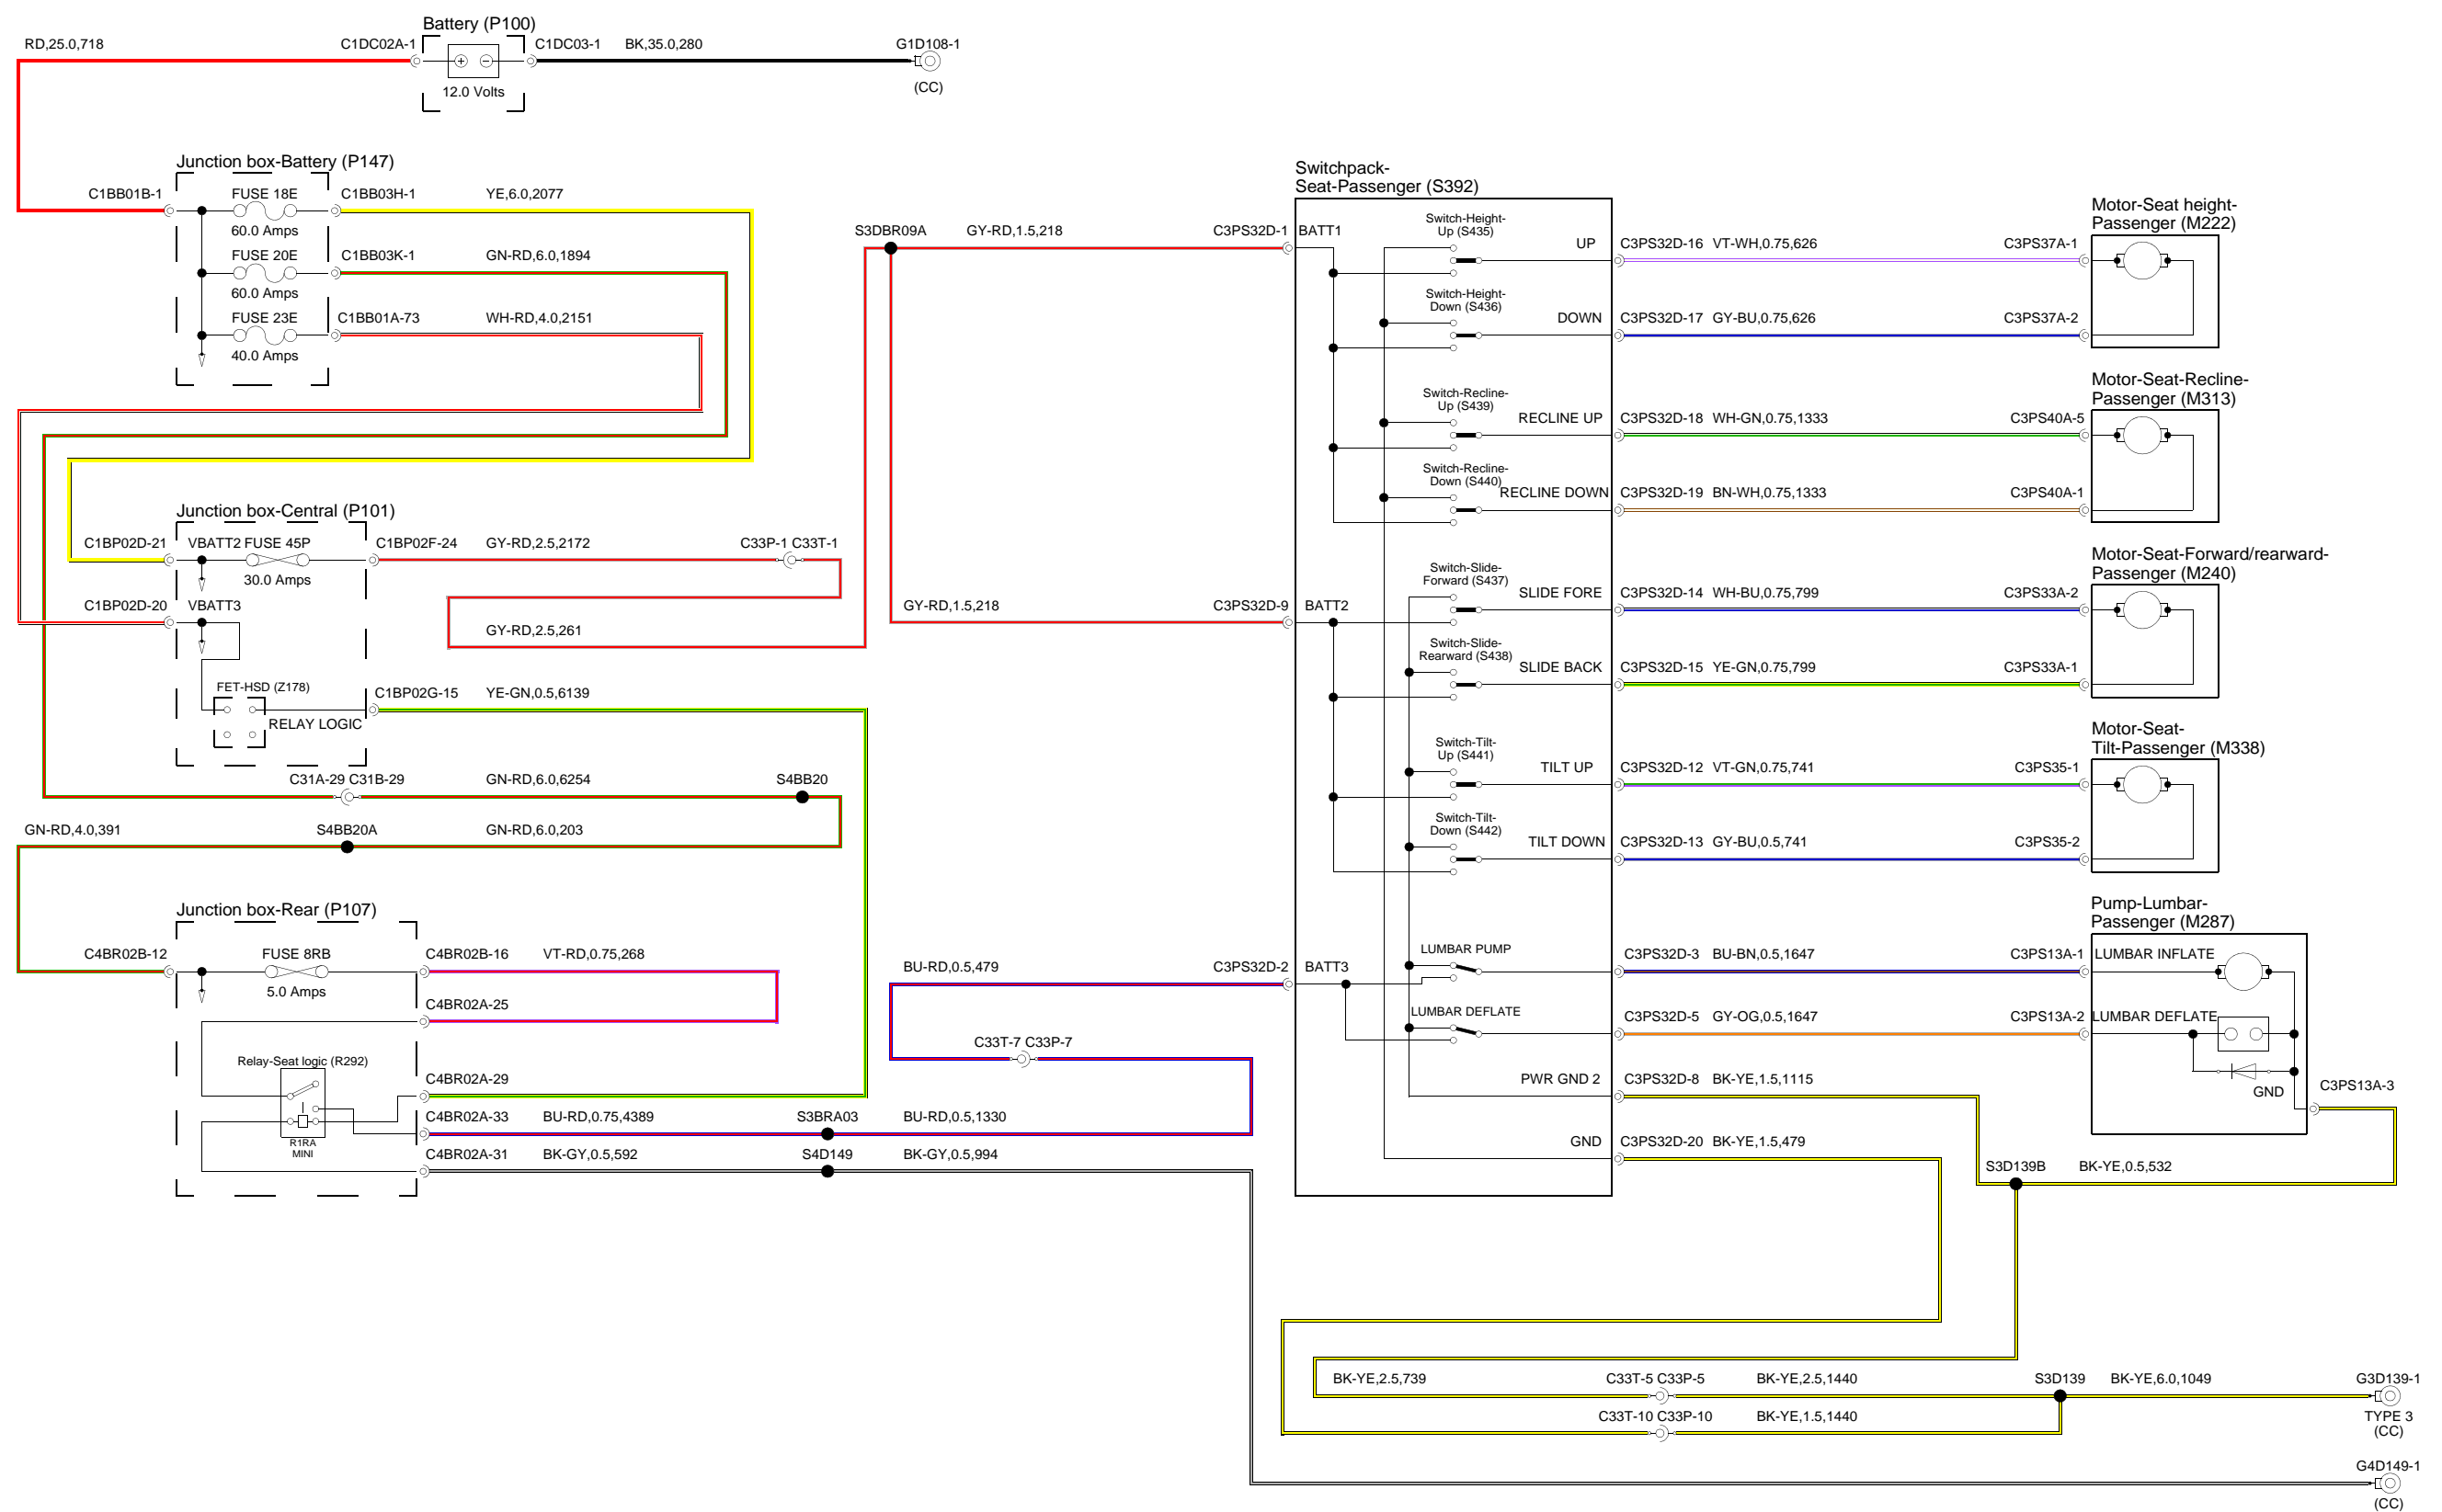 Battery (P100)
RD,25.0,718
C1DC02A-1
C1DC03-1
BK,35.0,280
G1D108-1
(CC)
12.0 Volts
Junction box-Battery (P147)
C1BB01B-1
FUSE 18E
60.0 Amps
C1BB03H-1
YE,6.0,2077
FUSE 20E
60.0 Amps
C1BB03K-1
GN-RD,6.0,1894
FUSE 23E
40.0 Amps
C1BB01A-73
WH-RD,4.0,2151
Junction box-Central (P101)
C1BP02D-21
VBATT2
FUSE 45P
30.0 Amps
C1BP02F-24
GY-RD,2.5,2172
C33P-1 C33T-1
C1BP02D-20
VBATT3
GY-RD,2.5,261
FET-HSD (Z178)
RELAY LOGIC
C1BP02G-15
YE-GN,0.5,6139
C31A-29 C31B-29
GN-RD,6.0,6254
S4BB20
GN-RD,4.0,391
S4BB20A
GN-RD,6.0,203
Junction box-Rear (P107)
C4BR02B-12
FUSE 8RB
5.0 Amps
C4BR02B-16
VT-RD,0.75,268
C4BR02A-25
Relay-Seat logic (R292)
R1RA
MINI
C4BR02A-29
C4BR02A-33
BU-RD,0.75,4389
S3BRA03
BU-RD,0.5,1330
C4BR02A-31
BK-GY,0.5,592
S4D149
BK-GY,0.5,994
S3DBR09A
GY-RD,1.5,218
C3PS32D-1
GY-RD,1.5,218
C3PS32D-9
BU-RD,0.5,479
C3PS32D-2
C33T-7 C33P-7
Switchpack-
Seat-Passenger (S392)
BATT1
BATT2
BATT3
Switch-Height-
Up (S435)
UP
C3PS32D-16
VT-WH,0.75,626
C3PS37A-1
Switch-Height-
Down (S436)
DOWN
C3PS32D-17
GY-BU,0.75,626
C3PS37A-2
Switch-Recline-
Up (S439)
RECLINE UP
C3PS32D-18
WH-GN,0.75,1333
C3PS40A-5
Switch-Recline-
Down (S440)
RECLINE DOWN
C3PS32D-19
BN-WH,0.75,1333
C3PS40A-1
Switch-Slide-
Forward (S437)
SLIDE FORE
C3PS32D-14
WH-BU,0.75,799
C3PS33A-2
Switch-Slide-
Rearward (S438)
SLIDE BACK
C3PS32D-15
YE-GN,0.75,799
C3PS33A-1
Switch-Tilt-
Up (S441)
TILT UP
C3PS32D-12
VT-GN,0.75,741
C3PS35-1
Switch-Tilt-
Down (S442)
TILT DOWN
C3PS32D-13
GY-BU,0.5,741
C3PS35-2
LUMBAR PUMP
C3PS32D-3
BU-BN,0.5,1647
C3PS13A-1
LUMBAR DEFLATE
C3PS32D-5
GY-OG,0.5,1647
C3PS13A-2
PWR GND 2
C3PS32D-8
BK-YE,1.5,1115
GND
C3PS32D-20
BK-YE,1.5,479
Motor-Seat height-
Passenger (M222)
Motor-Seat-Recline-
Passenger (M313)
Motor-Seat-Forward/rearward-
Passenger (M240)
Motor-Seat-
Tilt-Passenger (M338)
Pump-Lumbar-
Passenger (M287)
LUMBAR INFLATE
LUMBAR DEFLATE
GND
C3PS13A-3
S3D139B
BK-YE,0.5,532
BK-YE,2.5,739
C33T-5 C33P-5
BK-YE,2.5,1440
S3D139
BK-YE,6.0,1049
G3D139-1
TYPE 3
(CC)
C33T-10 C33P-10
BK-YE,1.5,1440
G4D149-1
(CC)